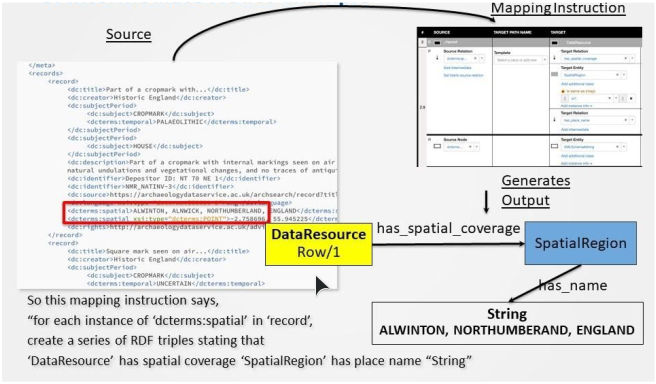 Mapping Instruction
Source
# SOURCE TARGET PATH NAME TARGET
</meta>
<records>
<record>
<dc:title>Part of a cropmark with...</dc:title>
<dc:creator>Historic England</dc:creator>
<dc:subjectPeriod>
<dc:subject>CROPMARK</dc:subject>
<dcterms:temporal>PALAEOLITHIC</dcterms:temporal>
</dc:subjectPeriod>
<dc:subjectPeriod>
<dc:subject>HOUSE</dc:subject>
</dc:subjectPeriod>
<dc:description>Part of a cropmark with internal markings seen on air
natural undulations and vegetational changes, and no traces of antiqu
<dc:identifier>Depositor ID: NT 70 NE 1</dc:identifier>
<dc:identifier>NMR_NATINV-3</dc:identifier>
<dc:source>https://archaeologydataservice.ac.uk/archsearch/record?titl
<dcterms:spatial>ALWINTON, ALNWICK, NORTHUMBERLAND, ENGLAND</dcterms:s
<dcterms:spatial xsi:type="dcterms:POINT">-2.758696, 55.945225</dcterm
<dc:rights>http://archaeologydataservice.ac.uk/advi
</record>
<record>
<dc:title>Square mark seen on air...</dc:title>
<dc:creator>Historic England</dc:creator>
<dc:subjectPeriod>
<dc:subject>CROPMARK</dc:subject>
<dcterms:temporal>UNCERTAIN</dcterms:temporal>
DataResource
Source Relation
Template
Target Relation
has_spatial_coverage
Add intermediate
Target Entity
SpatialRegion
Target Relation
has_place_name
Add intermediate
Source Node
Target Entity
Generates
Output
DataResource
Row/1
has_spatial_coverage
SpatialRegion
has_name
String
ALWINTON, NORTHUMBERAND, ENGLAND
So this mapping instruction says,
"for each instance of 'dcterms:spatial' in 'record',
create a series of RDF triples stating that
'DataResource' has spatial coverage 'SpatialRegion' has place name "String"